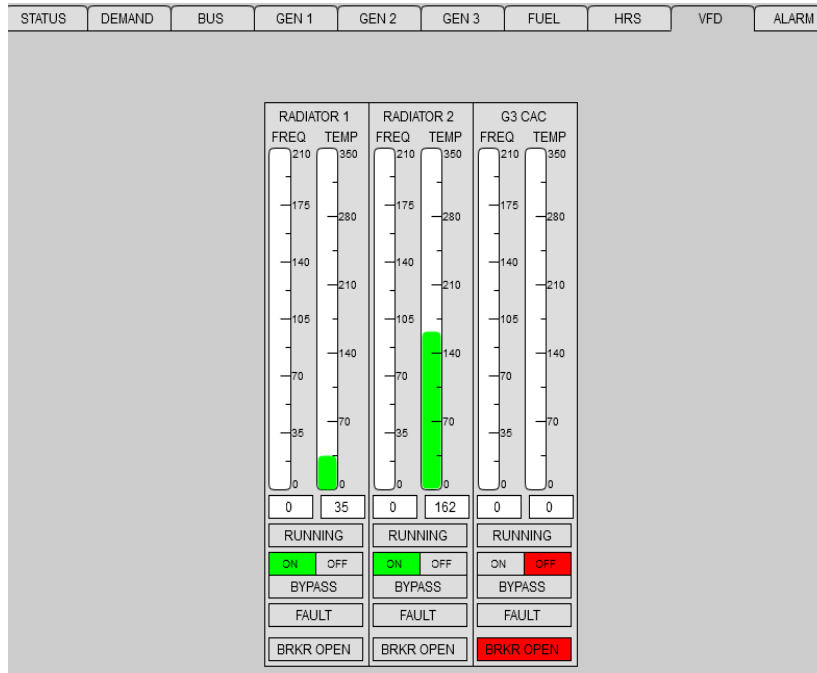 STATUS DEMAND BUS GEN 1 GEN 2 GEN 3 FUEL HRS VFD ALARM
RADIATOR 1 RADIATOR 2 G3 CAC
FREQ TEMP FREQ TEMP FREQ TEMP
210 350 210 350 210 350
175 175 175
280 280 280
140 140 140
210 210 210
105 105 105
140 140 140
70 70 70
70 70 70
35 35 35
0 0 0 0 0 0
0 35 0 162 0 0
RUNNING RUNNING RUNNING
ON OFF ON OFF ON OFF
BYPASS BYPASS BYPASS
FAULT FAULT FAULT
BRKR OPEN BRKR OPEN BRKR OPEN